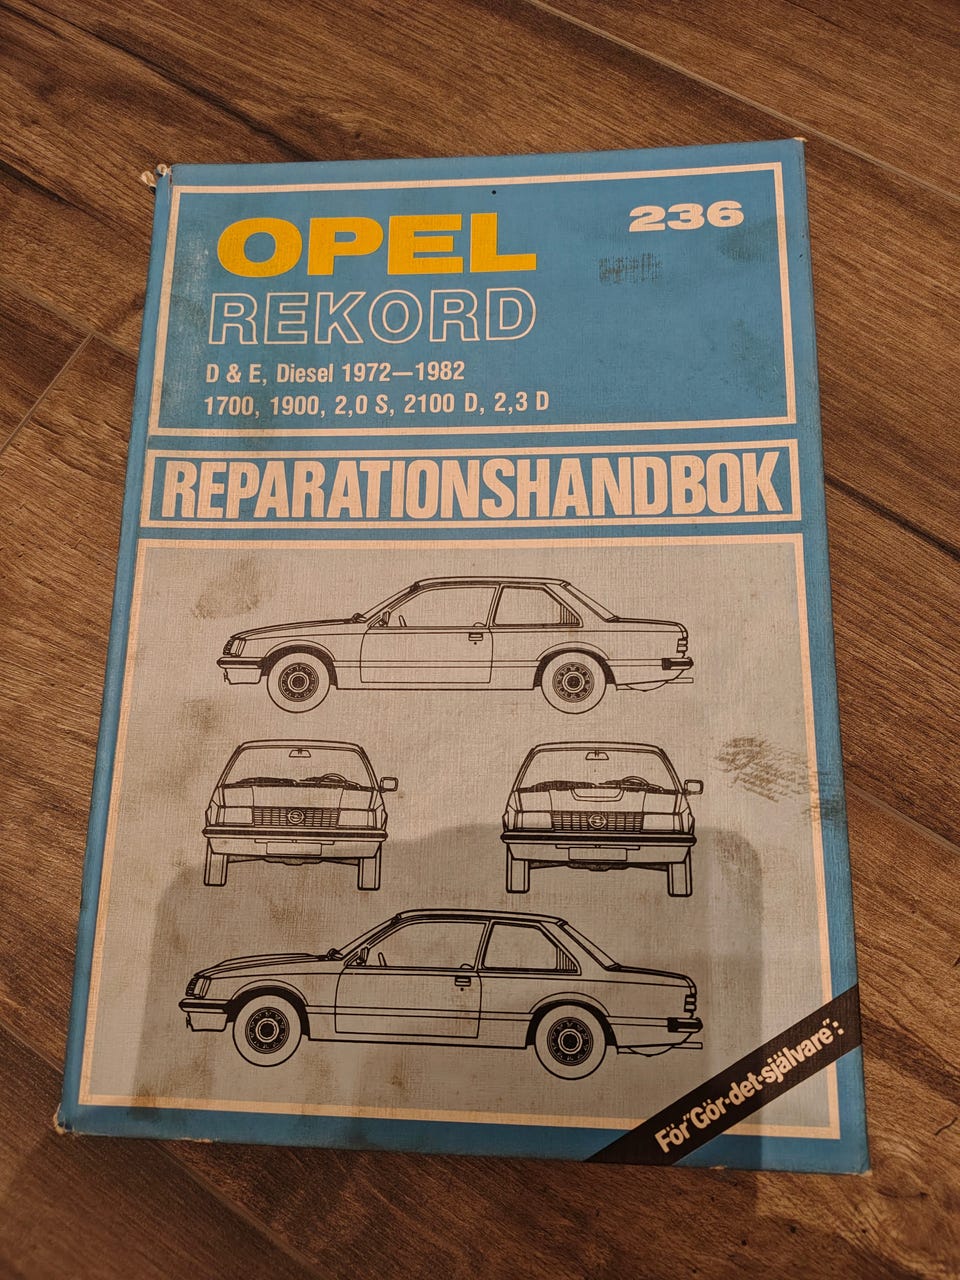 OPEL
236
REKORD
D & E, Diesel 1972—1982
1700, 1900, 2,0 S, 2100 D, 2,3 D
REPARATIONSHANDBOK
För"Gör-det-självare":